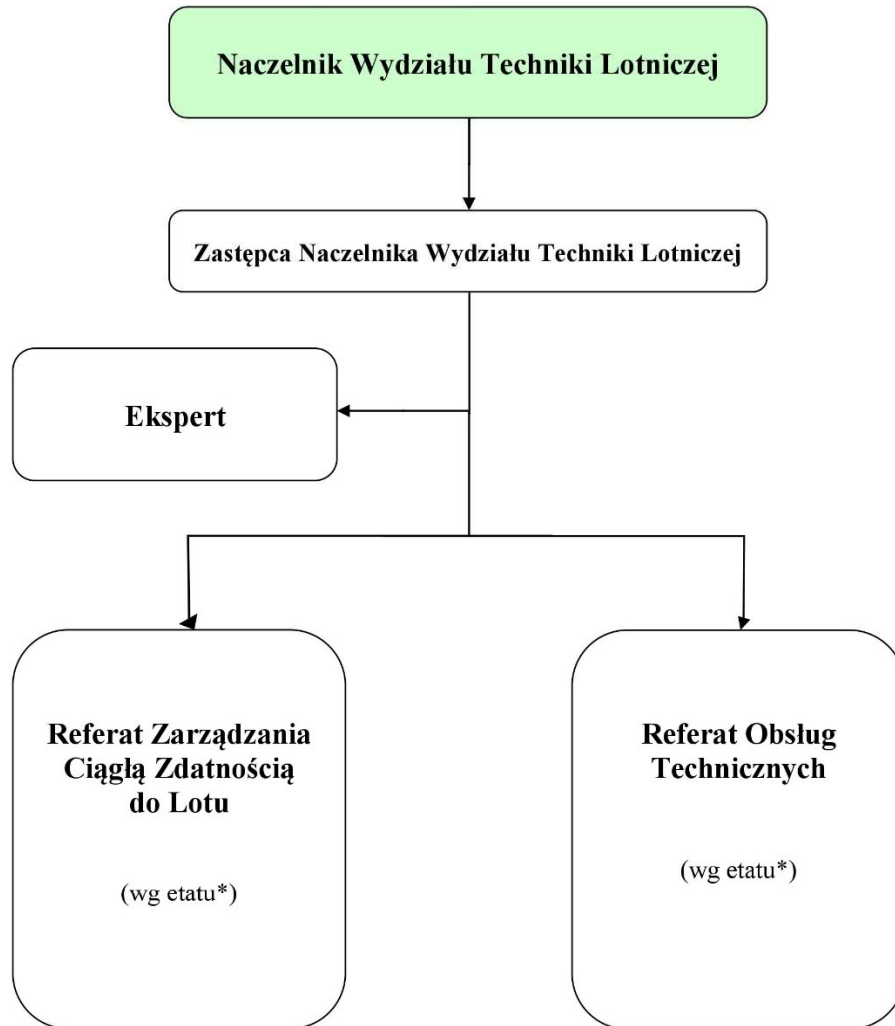 Naczelnik Wydziału Techniki Lotniczej
Zastępca Naczelnika Wydziału Techniki Lotniczej
Ekspert
Referat Zarządzania
Ciągłą Zdatnością
do Lotu
(wg etatu*)
Referat Obsług
Technicznych
(wg etatu*)